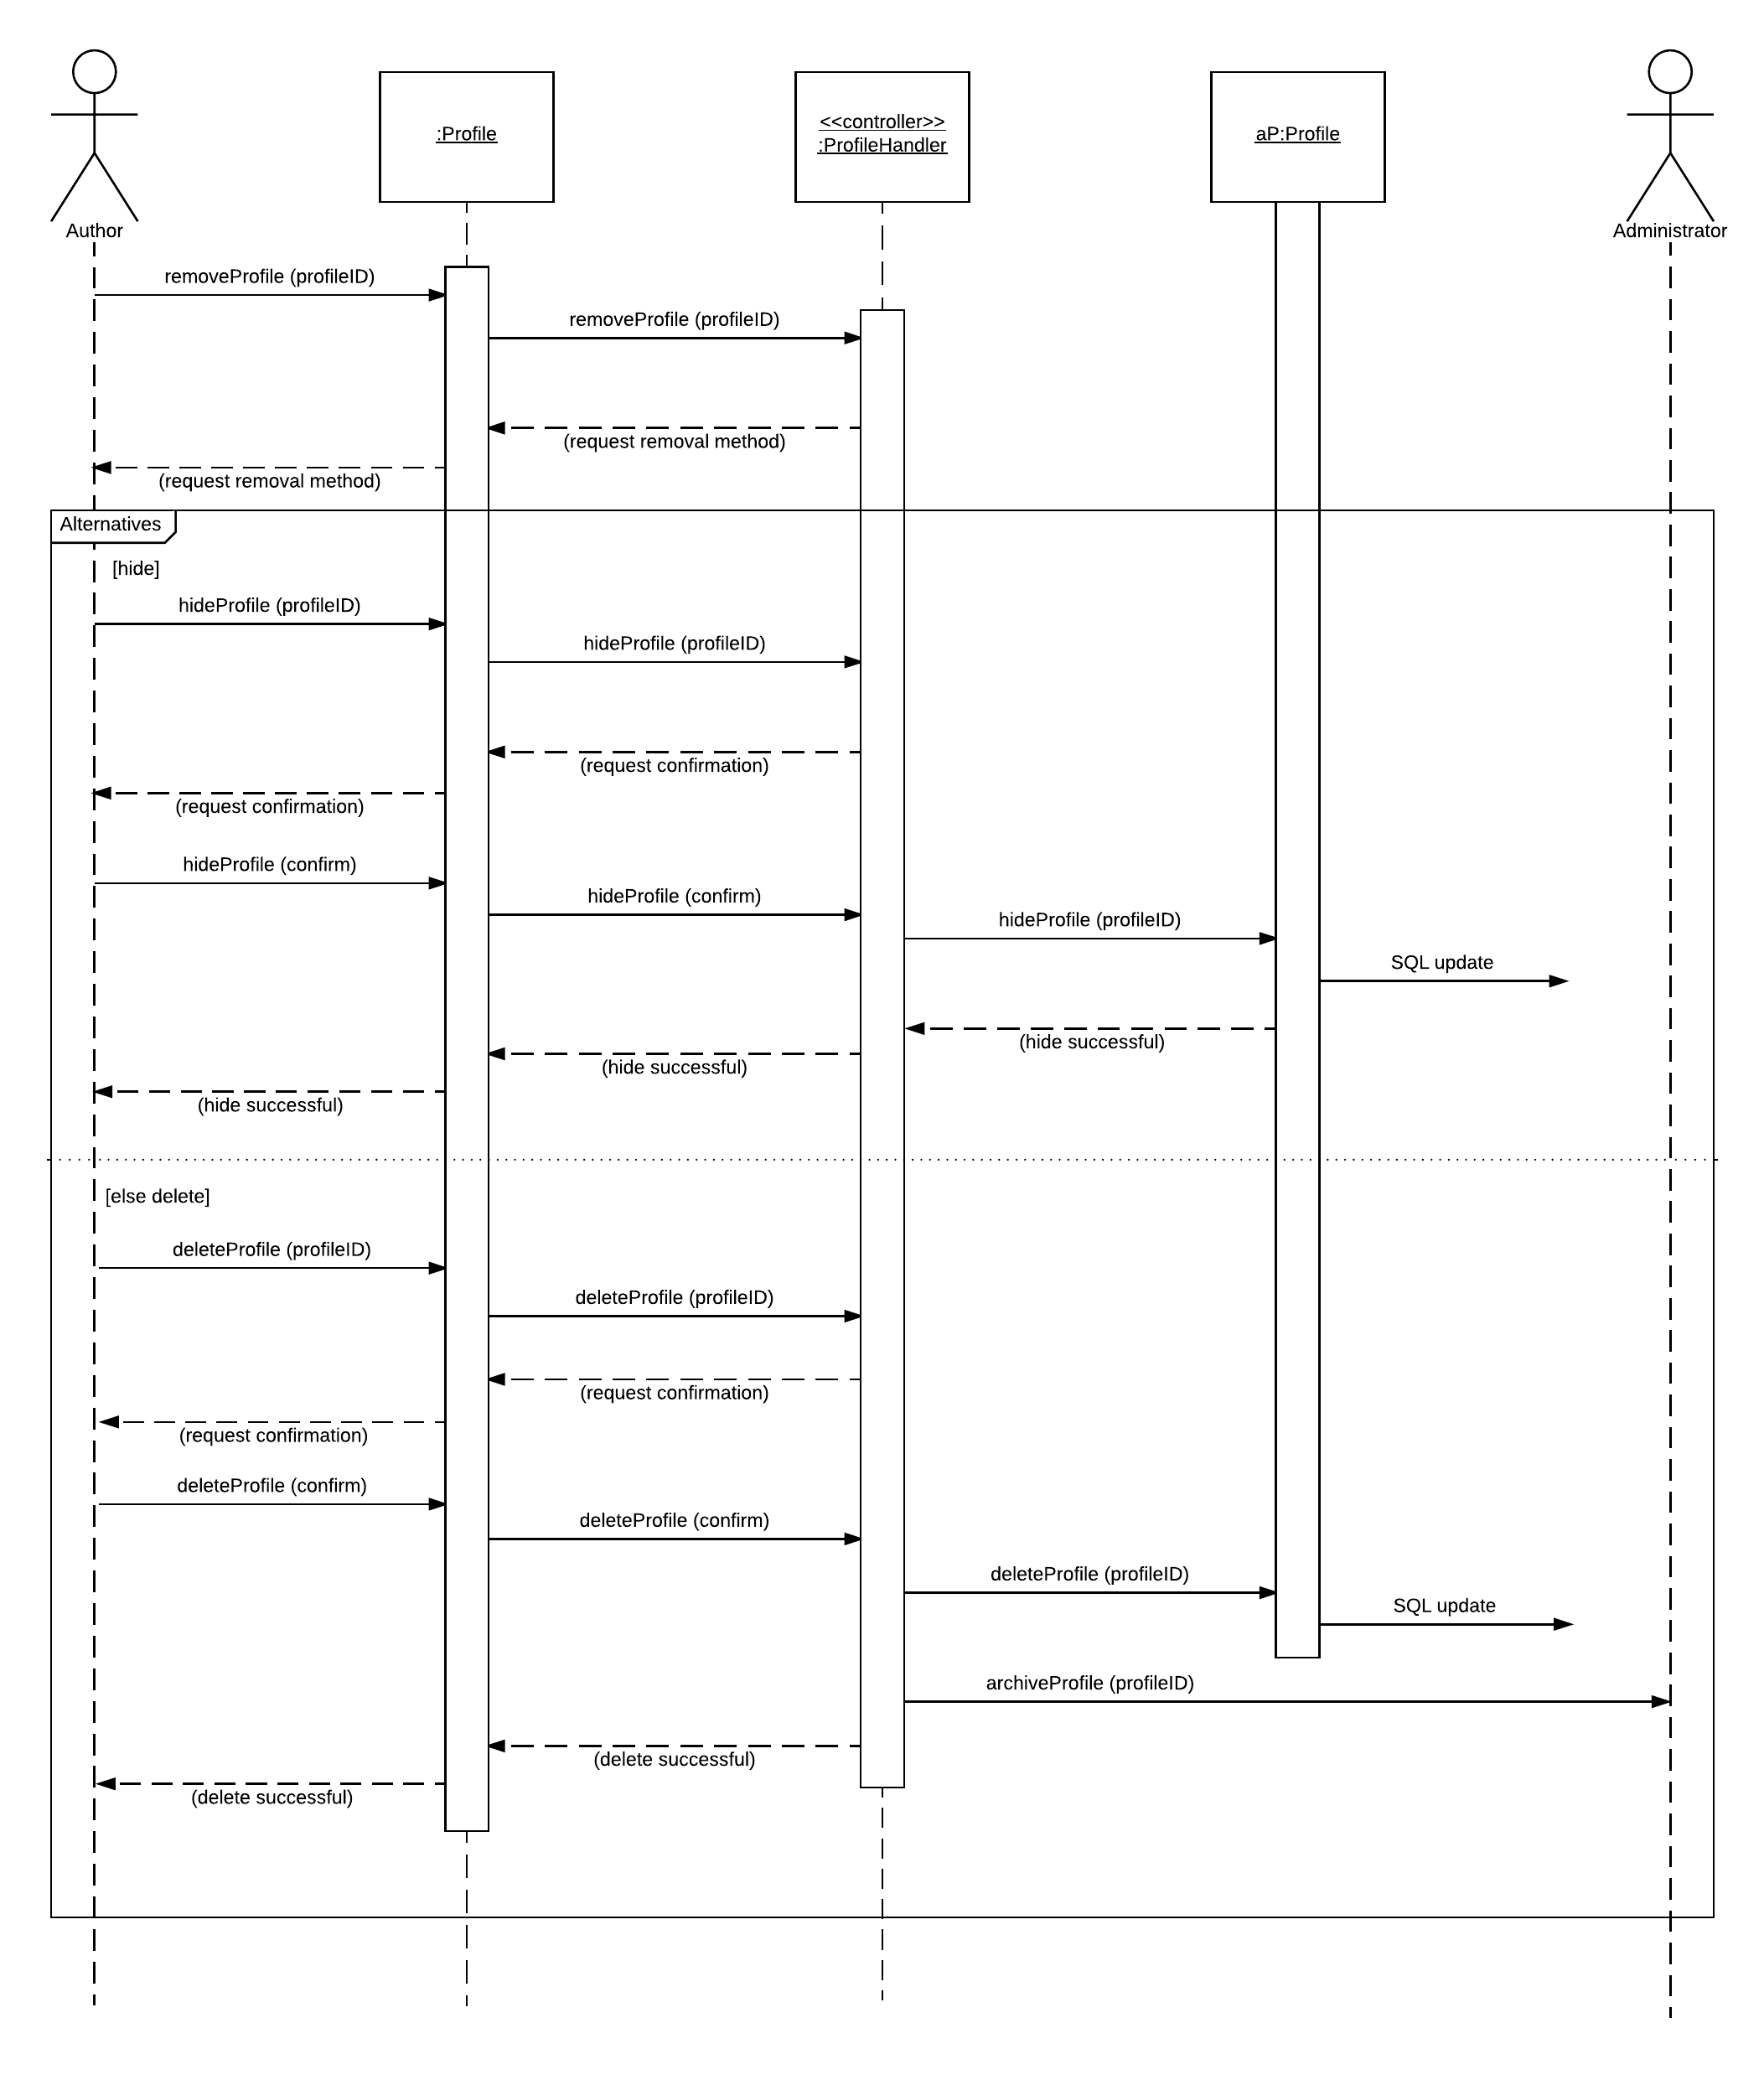 :Profile
<<controller>>
:ProfileHandler
aP:Profile
Author
Administrator
removeProfile (profileID)
removeProfile (profileID)
(request removal method)
(request removal method)
Alternatives
[hide]
hideProfile (profileID)
hideProfile (profileID)
(request confirmation)
(request confirmation)
hideProfile (confirm)
hideProfile (confirm)
hideProfile (profileID)
SQL update
(hide successful)
(hide successful)
(hide successful)
[else delete]
deleteProfile (profileID)
deleteProfile (profileID)
(request confirmation)
(request confirmation)
deleteProfile (confirm)
deleteProfile (confirm)
deleteProfile (profileID)
SQL update
archiveProfile (profileID)
(delete successful)
(delete successful)